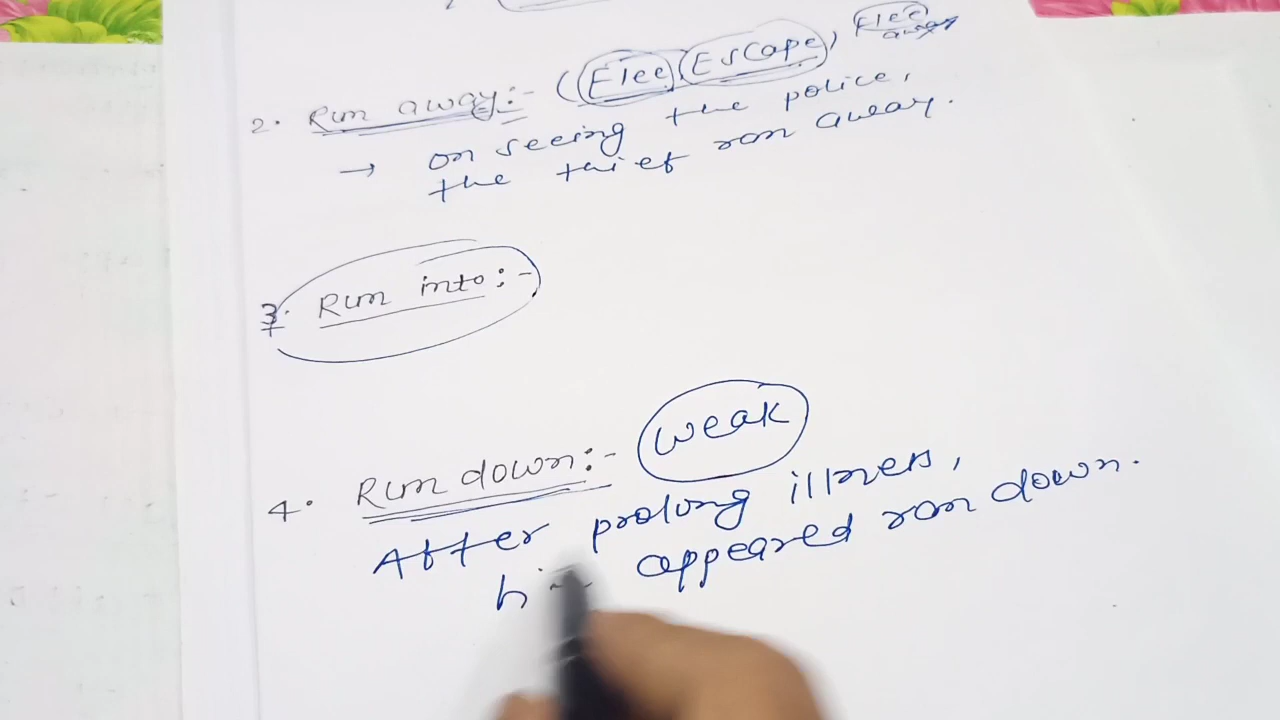 2. Run away:- (Flee (Escape), Flee away
→ on seeing the police,
the thief ran away.
3. Run into:-
4. Run down:- weak
After prolong illness,
appeared ran down.